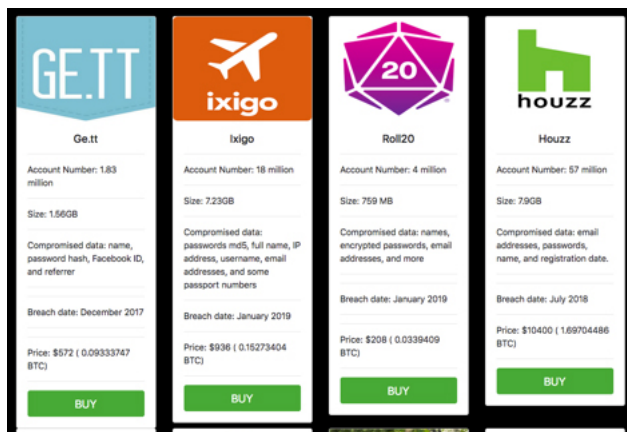 GE.TT
Ge.tt
Account Number: 1.83
million
Size: 1.56GB
Compromised data: name,
password hash, Facebook ID,
and referrer
Breach date: December 2017
Price: $572 ( 0.09333747
BTC)
BUY
ixigo
Ixigo
Account Number: 18 million
Size: 7.23GB
Compromised data:
passwords md5, full name, IP
address, username, email
addresses, and some
passport numbers
Breach date: January 2019
Price: $936 ( 0.15273404
BTC)
BUY
20
Roll20
Account Number: 4 million
Size: 759 MB
Compromised data: names,
encrypted passwords, email
addresses, and more
Breach date: January 2019
Price: $208 ( 0.0339409
BTC)
BUY
houzz
Houzz
Account Number: 57 million
Size: 7.9GB
Compromised data: email
addresses, passwords,
name, and registration date.
Breach date: July 2018
Price: $10400 ( 1.69704486
BTC)
BUY